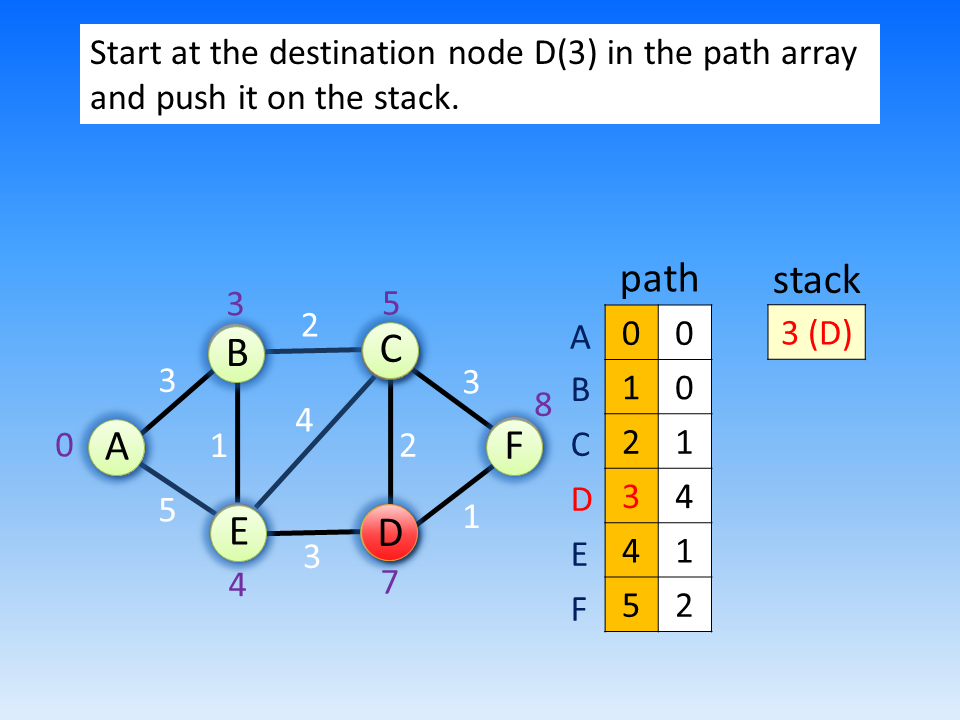 Start at the destination node D(3) in the path array
and push it on the stack.
path stack
3 5
2
B C
3 3
8
0 A 1 4 2 F
5 1
E D
3
4 7
A 0 0 3 (D)
B 1 0
C 2 1
D 3 4
E 4 1
F 5 2